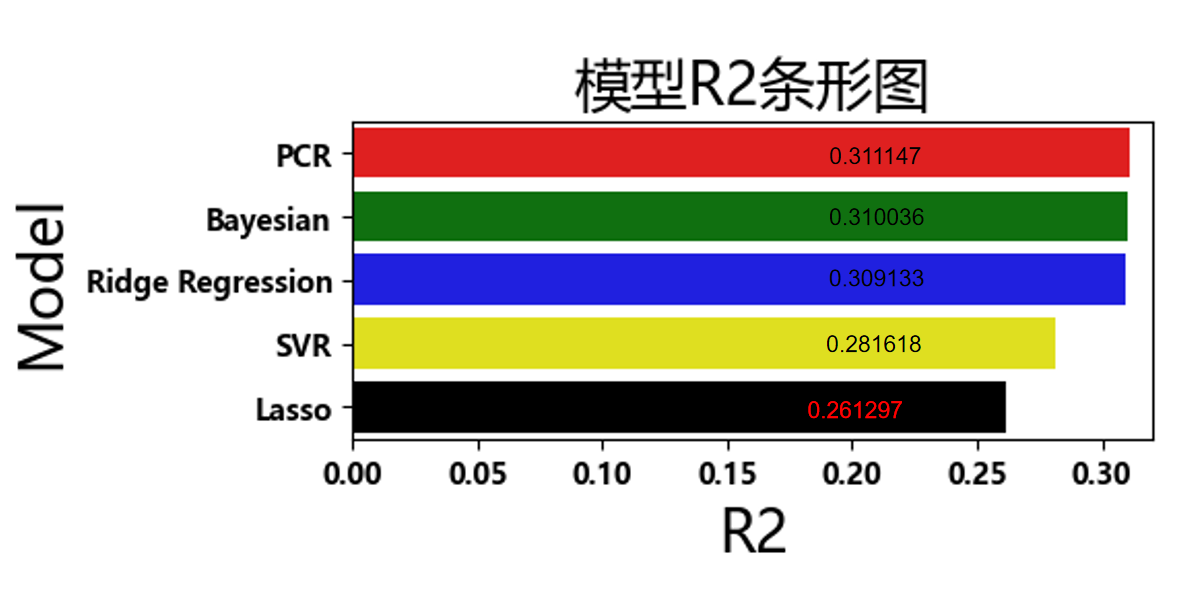 模型R2条形图
Model
PCR
0.311147
Bayesian
0.310036
Ridge Regression
0.309133
SVR
0.281618
Lasso
0.261297
0.00 0.05 0.10 0.15 0.20 0.25 0.30
R2